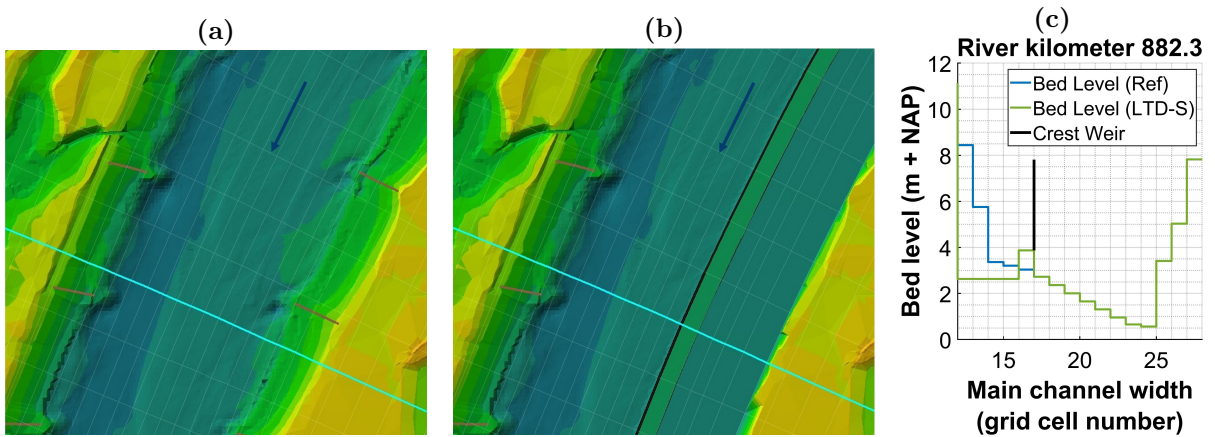 (a)
(b)
(c)
River kilometer 882.3
Bed level (m + NAP)
12
10
8
6
4
2
0
Bed Level (Ref)
Bed Level (LTD-S)
Crest Weir
15 20 25
Main channel width
(grid cell number)